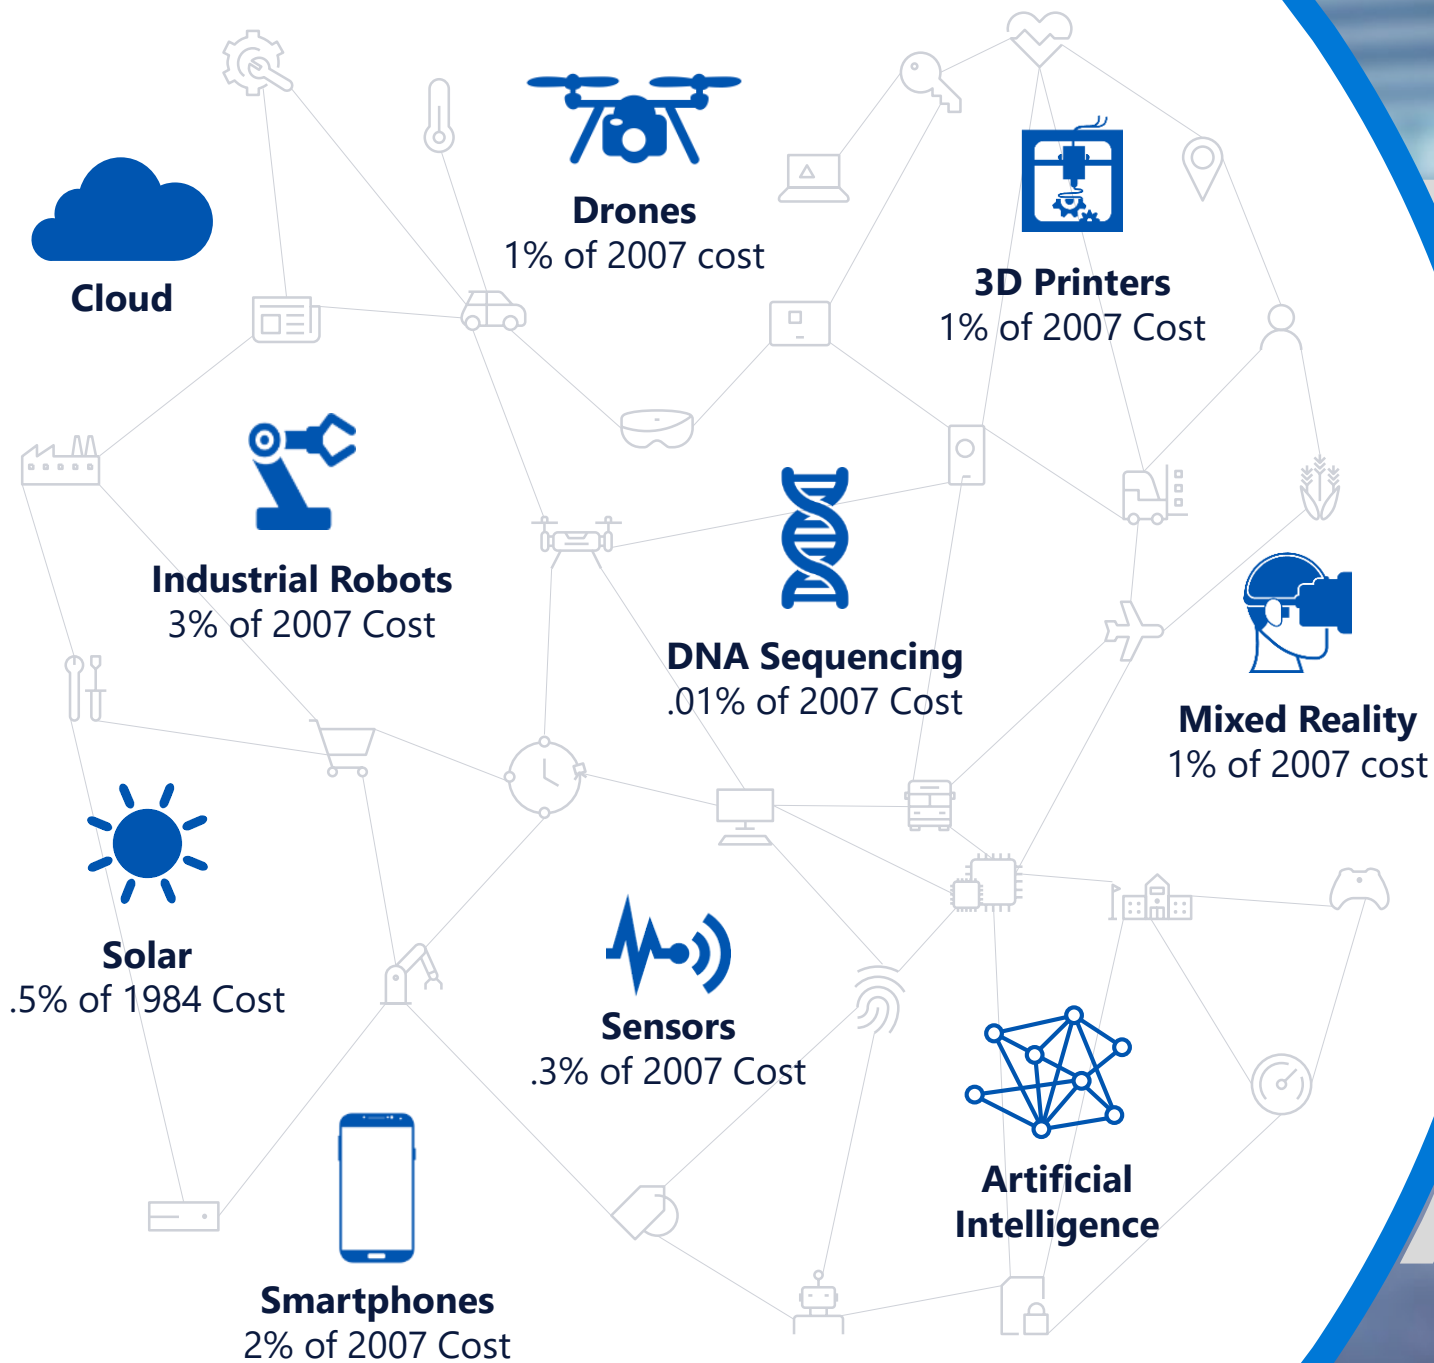 Drones
1% of 2007 cost
Cloud
3D Printers
1% of 2007 Cost
Industrial Robots
3% of 2007 Cost
DNA Sequencing
.01% of 2007 Cost
Mixed Reality
1% of 2007 cost
Solar
.5% of 1984 Cost
Sensors
.3% of 2007 Cost
Artificial
Intelligence
Smartphones
2% of 2007 Cost